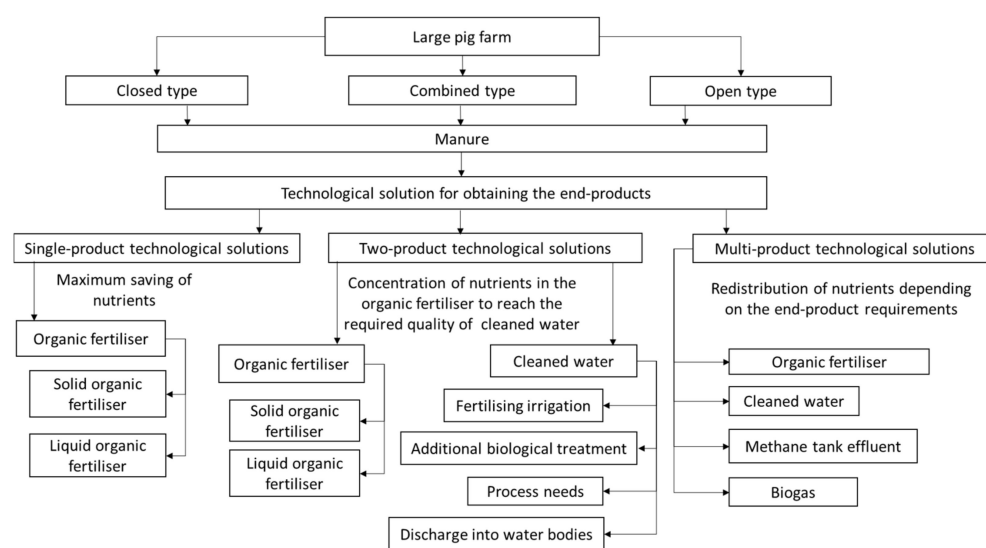 Large pig farm
Closed type
Combined type
Open type
Manure
Technological solution for obtaining the end-products
Single-product technological solutions
Two-product technological solutions
Multi-product technological solutions
Maximum saving of
nutrients
Concentration of nutrients in the
organic fertiliser to reach the
required quality of cleaned water
Redistribution of nutrients depending
on the end-product requirements
Organic fertiliser
Solid organic
fertiliser
Liquid organic
fertiliser
Organic fertiliser
Solid organic
fertiliser
Liquid organic
fertiliser
Cleaned water
Fertilising irrigation
Additional biological treatment
Process needs
Discharge into water bodies
Organic fertiliser
Cleaned water
Methane tank effluent
Biogas